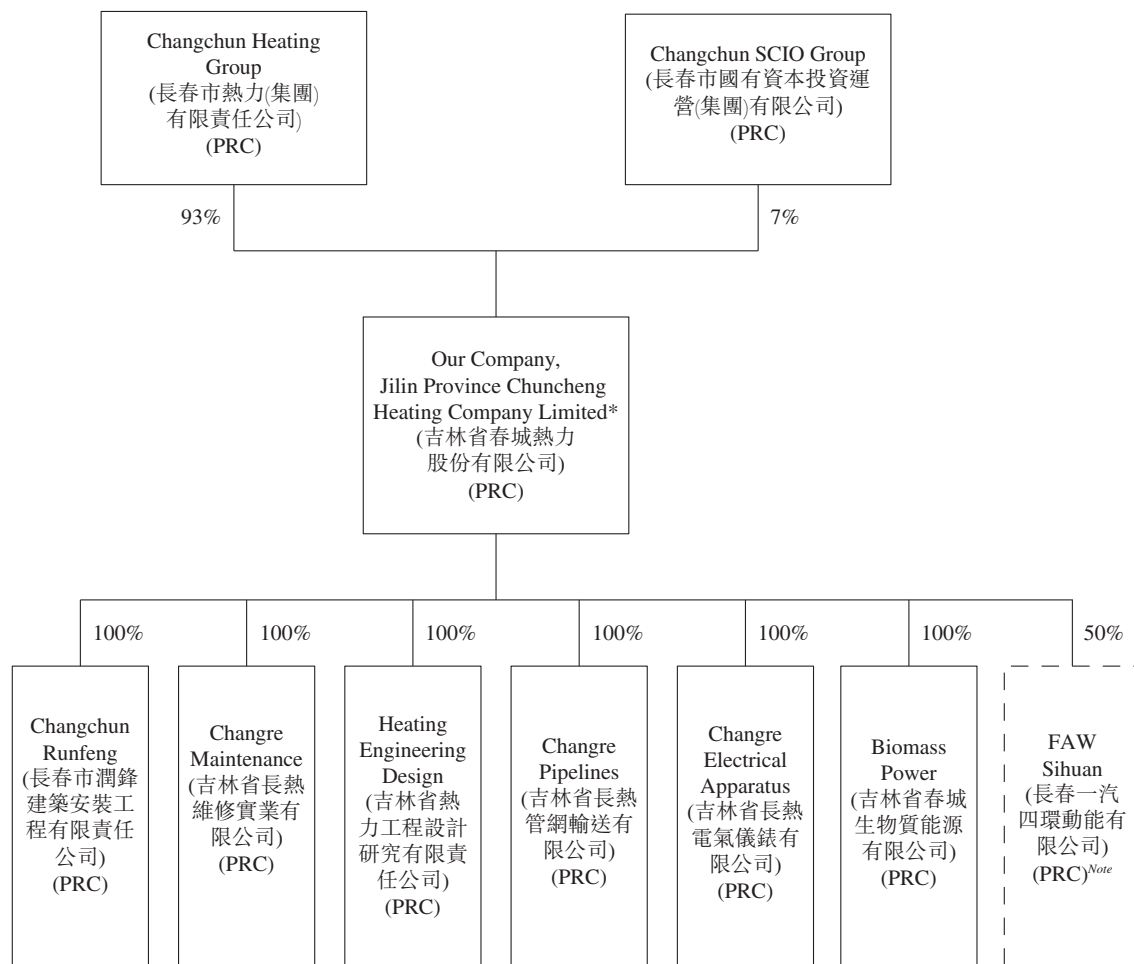 Changchun Heating
Group
(長春市熱力(集團)
有限責任公司)
(PRC)
Changchun SCIO Group
(長春市國有資本投資運
營(集團)有限公司)
(PRC)
93%
7%
Our Company,
Jilin Province Chuncheng
Heating Company Limited*
(吉林省春城熱力
股份有限公司)
(PRC)
100%
100%
100%
100%
100%
100%
50%
Changchun
Runfeng
(長春市潤鋒
建築安裝工
程有限責任
公司)
(PRC)
Changre
Maintenance
(吉林省長熱
維修實業有
限公司)
(PRC)
Heating
Engineering
Design
(吉林省熱
力工程設計
研究有限責
任公司)
(PRC)
Changre
Pipelines
(吉林省長熱
管網輸送有
限公司)
(PRC)
Changre
Electrical
Apparatus
(吉林省長熱
電氣儀錶有
限公司)
(PRC)
Biomass
Power
(吉林省春城
生物質能源
有限公司)
(PRC)
FAW
Sihuan
(長春一汽
四環動能有
限公司)
(PRC)Note